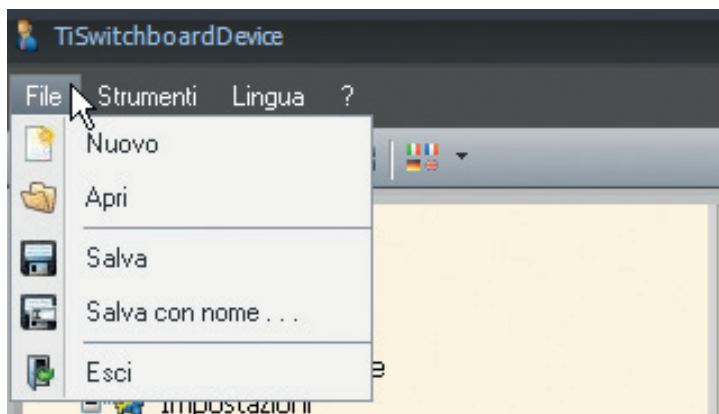 TiSwitchboardDevice
File Strumenti Lingua ?
Nuovo
Apri
Salva
Salva con nome . . .
Esci
Impostazioni